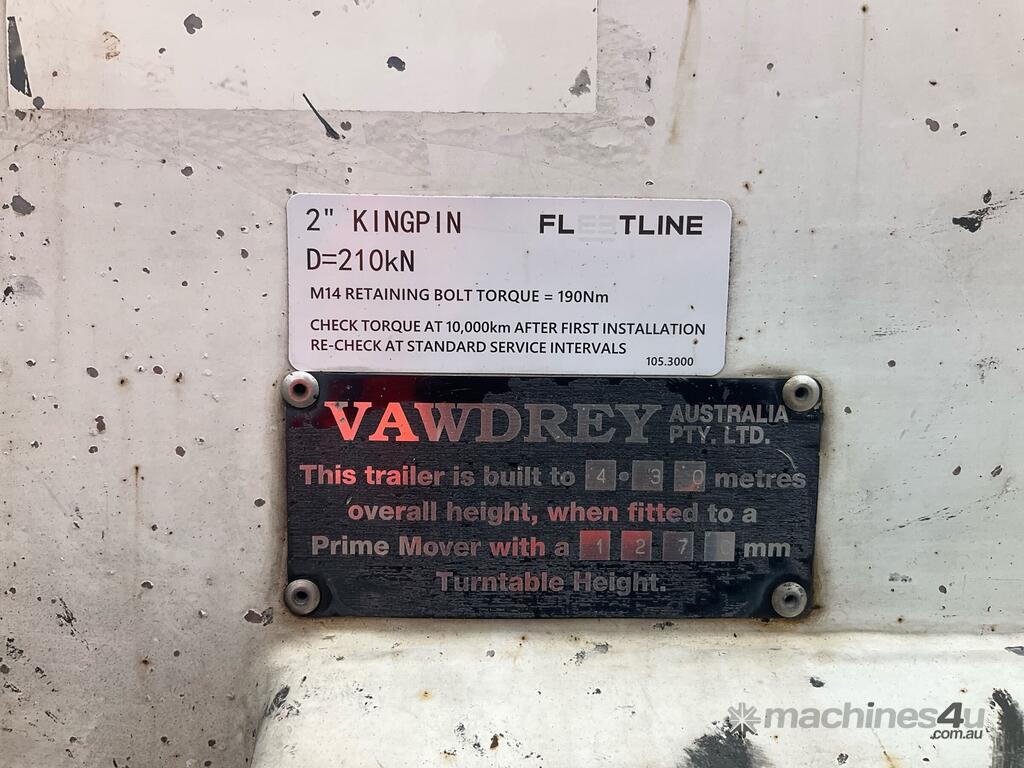 2" KINGPIN
FLEETLINE
D=210kN
M14 RETAINING BOLT TORQUE = 190Nm
CHECK TORQUE AT 10,000km AFTER FIRST INSTALLATION
RE-CHECK AT STANDARD SERVICE INTERVALS
105.3000
VAWDREY AUSTRALIA
PTY. LTD.
This trailer is built to 4•30 metres
overall height, when fitted to a
Prime Mover with a 1270 mm
Turntable Height.
machines4u
.com.au